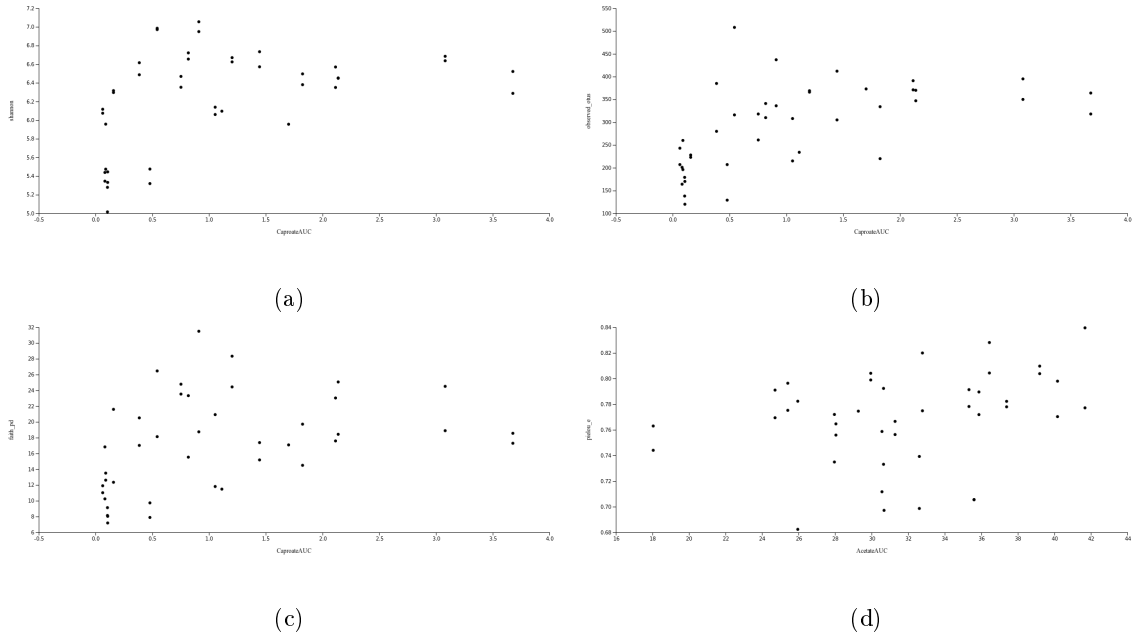 7.2
7.0
6.8
6.6
6.4
6.2
6.0
5.8
5.6
5.4
5.2
5.0
shannon
-0.5 0.0 0.5 1.0 1.5 2.0 2.5 3.0 3.5 4.0
CaproateAUC
(a)
550
500
450
400
350
300
250
200
150
100
observed_otus
-0.5 0.0 0.5 1.0 1.5 2.0 2.5 3.0 3.5 4.0
CaproateAUC
(b)
32
30
28
26
24
22
20
18
16
14
12
10
8
6
faith_pd
-0.5 0.0 0.5 1.0 1.5 2.0 2.5 3.0 3.5 4.0
CaproateAUC
(c)
0.84
0.82
0.80
0.78
0.76
0.74
0.72
0.70
0.68
pielou_e
16 18 20 22 24 26 28 30 32 34 36 38 40 42 44
AcetateAUC
(d)